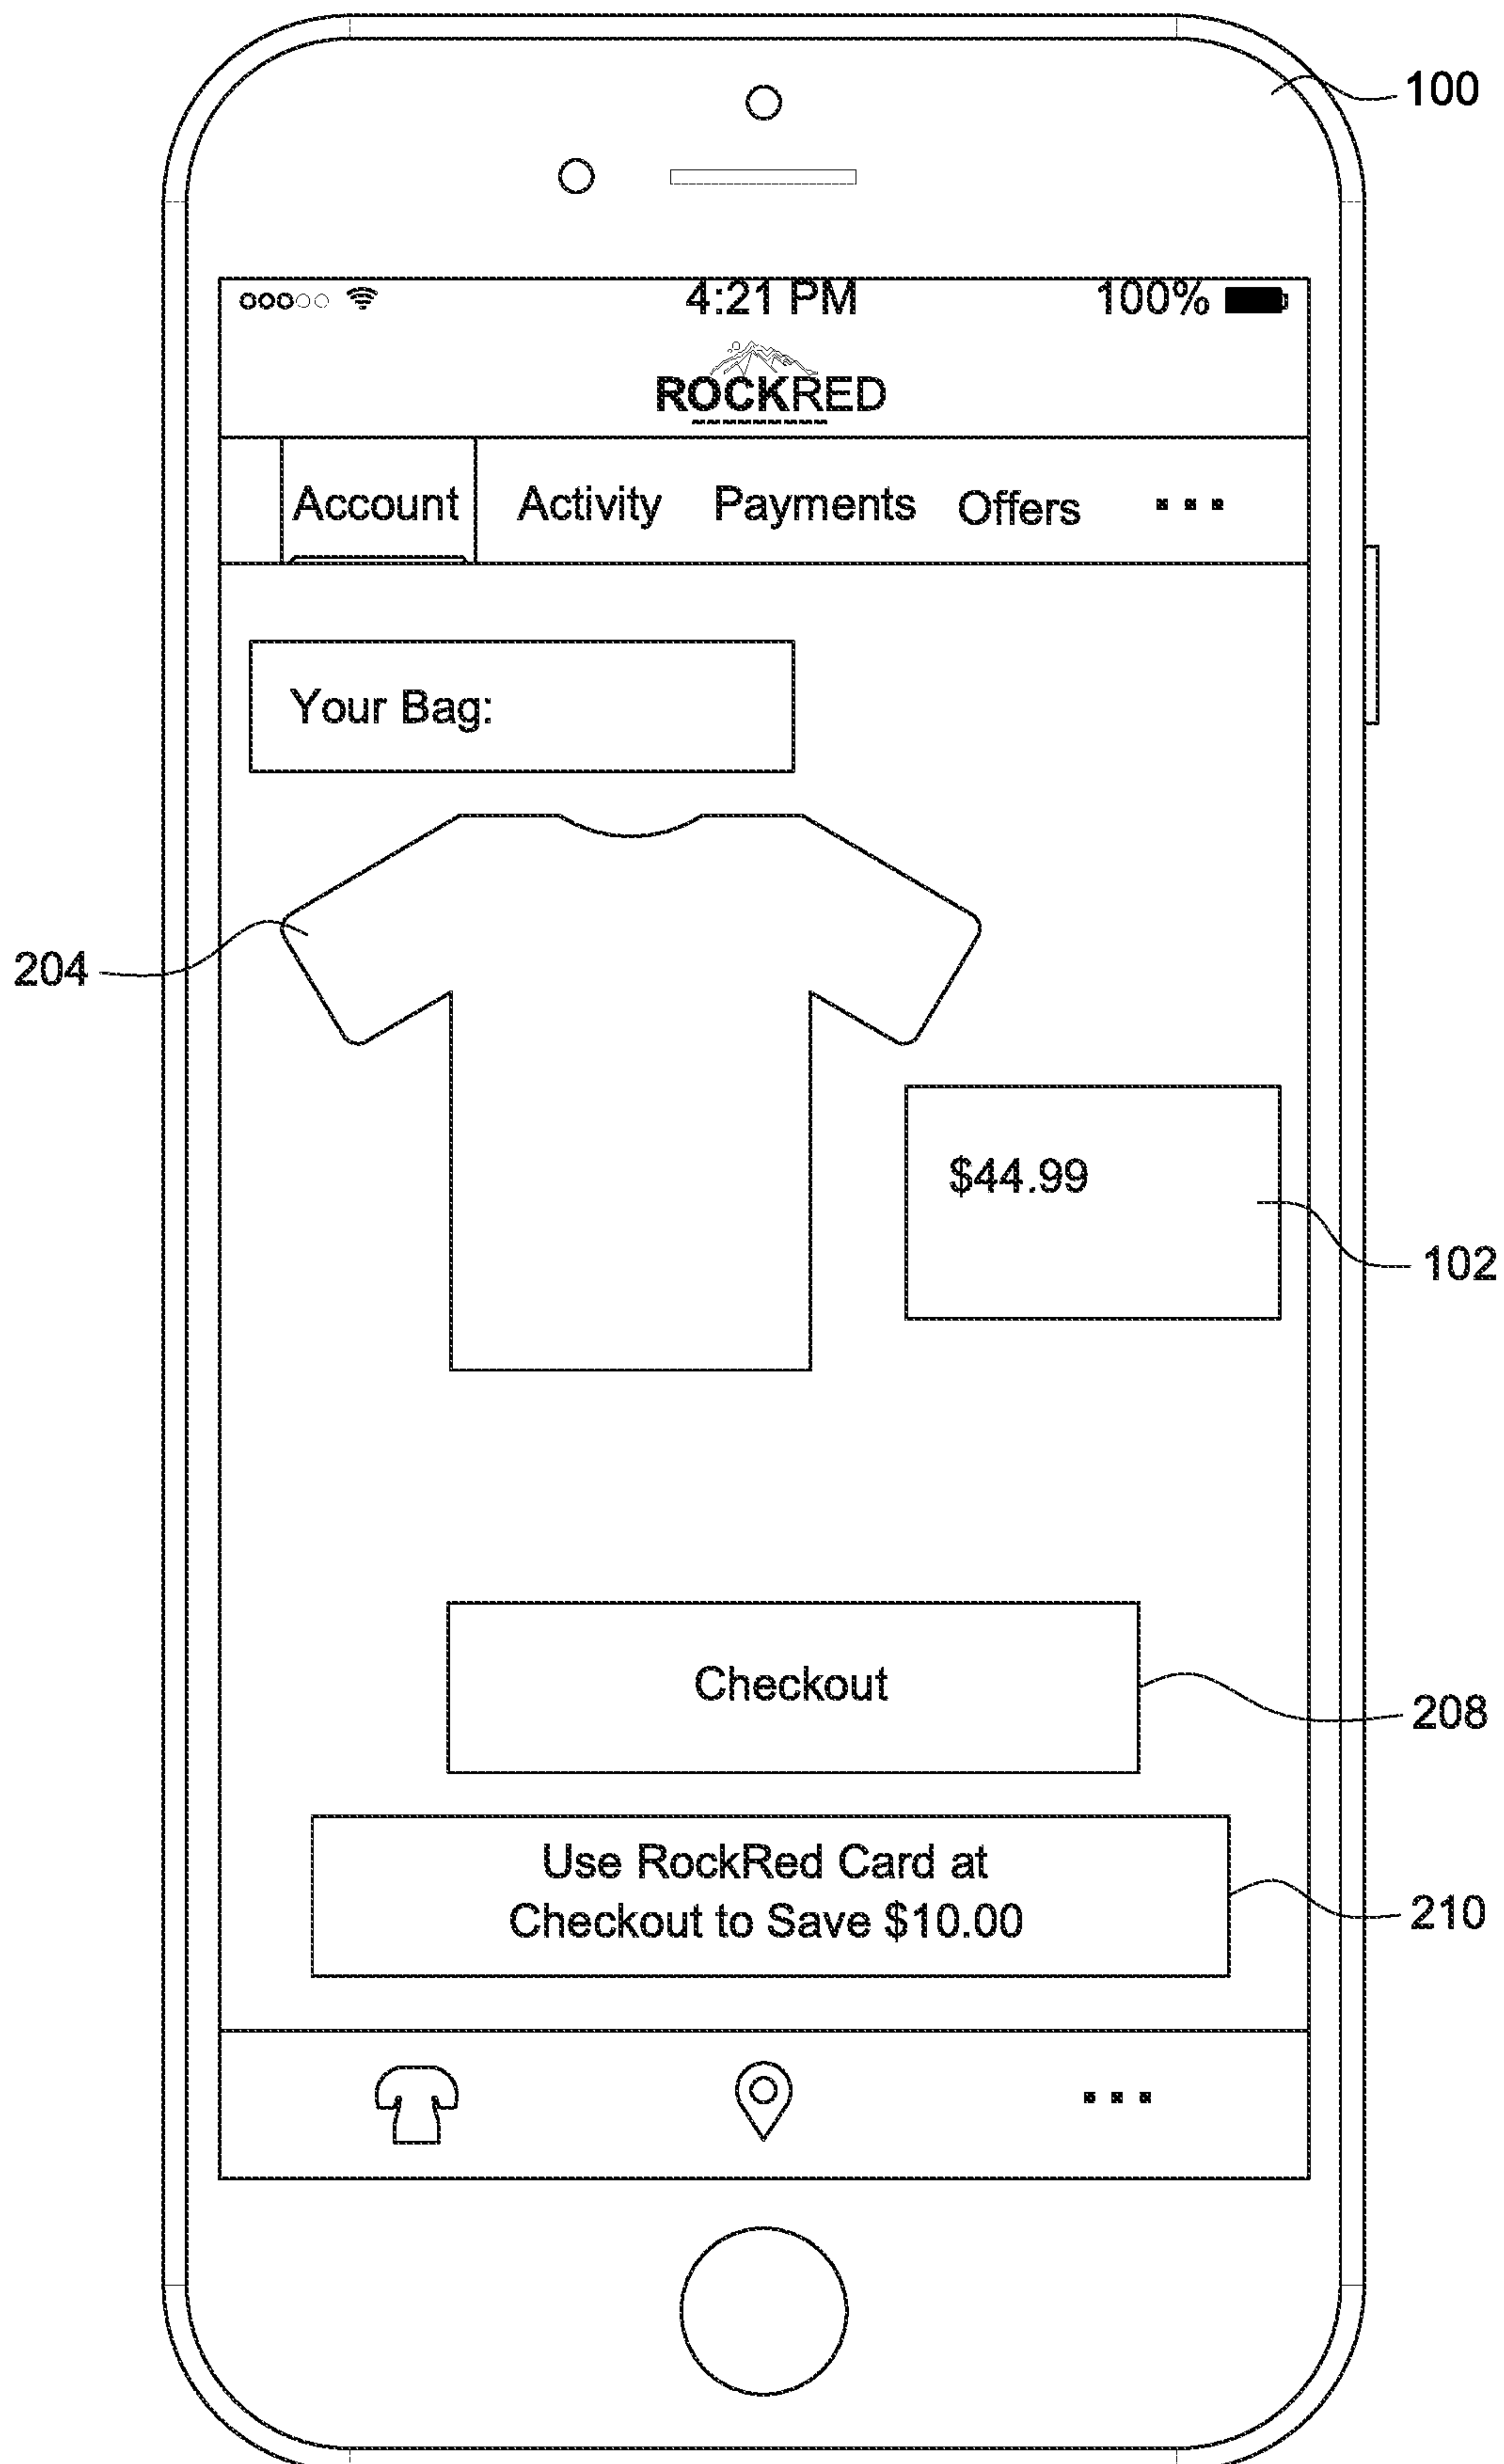 100
4:21 PM 100%
ROCKRED
Account Activity Payments Offers ...
Your Bag:
204
$44.99
102
Checkout
208
Use RockRed Card at
Checkout to Save $10.00
210
...